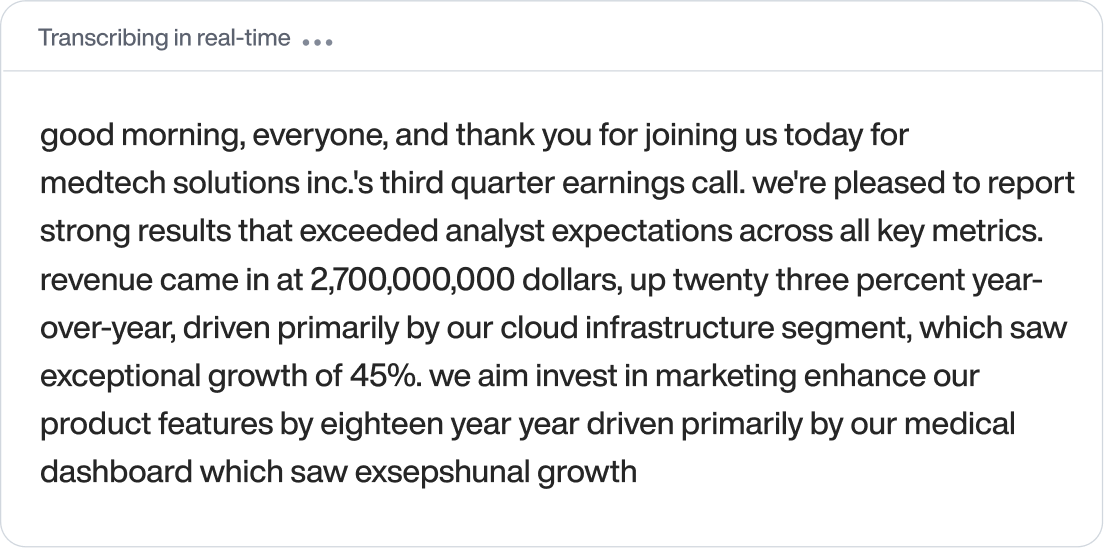 Transcribing in real-time ...
good morning, everyone, and thank you for joining us today for
medtech solutions inc.'s third quarter earnings call. we're pleased to report
strong results that exceeded analyst expectations across all key metrics.
revenue came in at 2,700,000,000 dollars, up twenty three percent year-
over-year, driven primarily by our cloud infrastructure segment, which saw
exceptional growth of 45%. we aim invest in marketing enhance our
product features by eighteen year year driven primarily by our medical
dashboard which saw exsepshunal growth